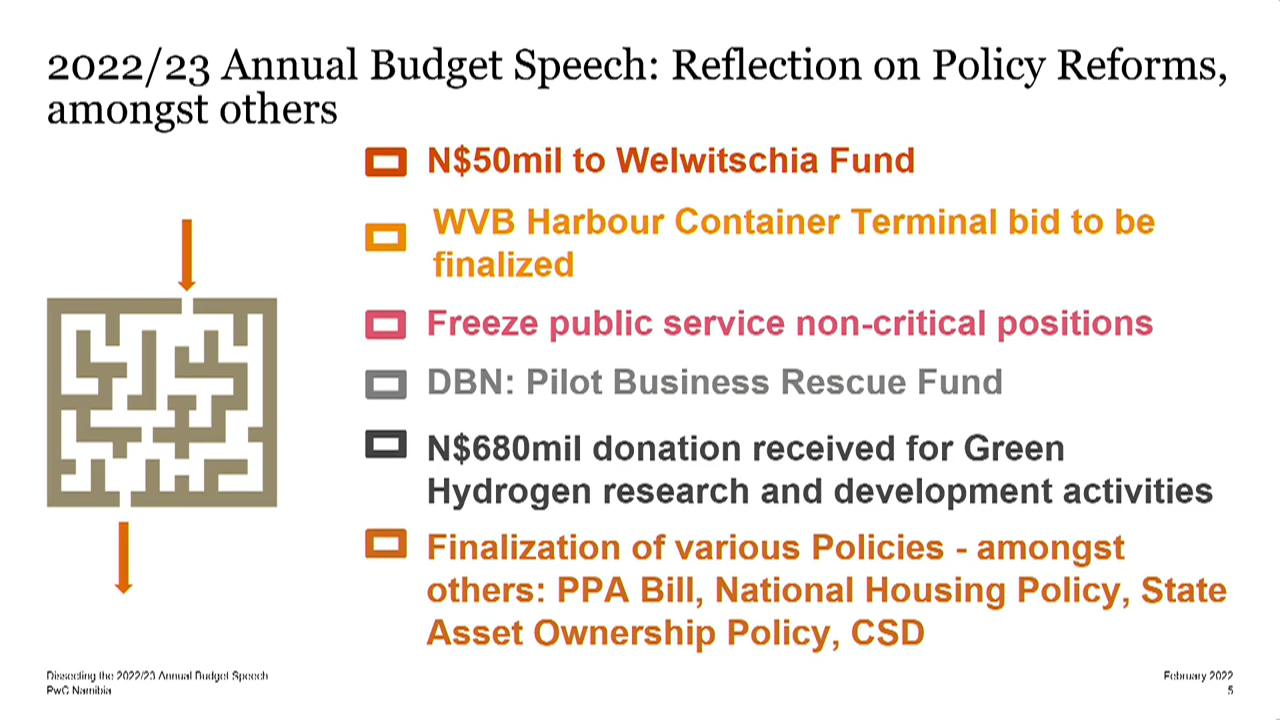 2022/23 Annual Budget Speech: Reflection on Policy Reforms,
amongst others
N$50mil to Welwitschia Fund
WVB Harbour Container Terminal bid to be
finalized
Freeze public service non-critical positions
DBN: Pilot Business Rescue Fund
N$680mil donation received for Green
Hydrogen research and development activities
Finalization of various Policies - amongst
others: PPA Bill, National Housing Policy, State
Asset Ownership Policy, CSD
Dissecting the 2022/23 Annual Budget Speech
PwC Namibia
February 2022
5